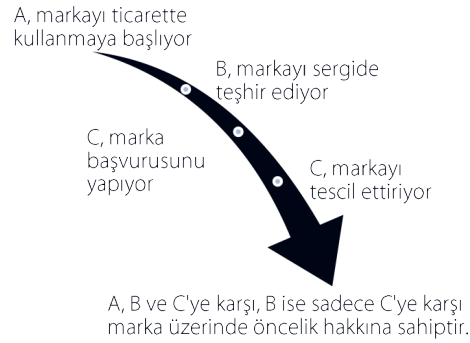 A, markayı ticarette
kullanmaya başlıyor
B, markayı sergide
teşhir ediyor
C, marka
başvurusunu
yapıyor
C, markayı
tescil ettiriyor
A, B ve C'ye karşı, B ise sadece C'ye karşı
marka üzerinde öncelik hakkına sahiptir.